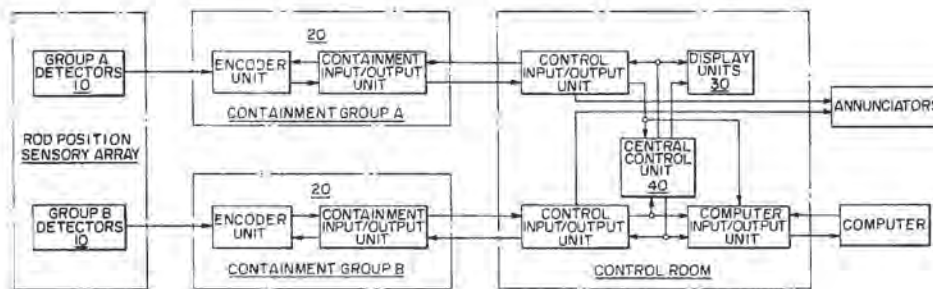 GROUP A
DETECTORS
10
ROD POSITION
SENSORY ARRAY
GROUP B
DETECTORS
10
20
ENCODER
UNIT
CONTAINMENT
INPUT/OUTPUT
UNIT
CONTAINMENT GROUP A
20
ENCODER
UNIT
CONTAINMENT
INPUT/OUTPUT
UNIT
CONTAINMENT GROUP B
CONTROL
INPUT/OUTPUT
UNIT
DISPLAY
UNITS
30
CENTRAL
CONTROL
UNIT
40
CONTROL
INPUT/OUTPUT
UNIT
COMPUTER
INPUT/OUTPUT
UNIT
CONTROL ROOM
ANNUNCIATORS
COMPUTER